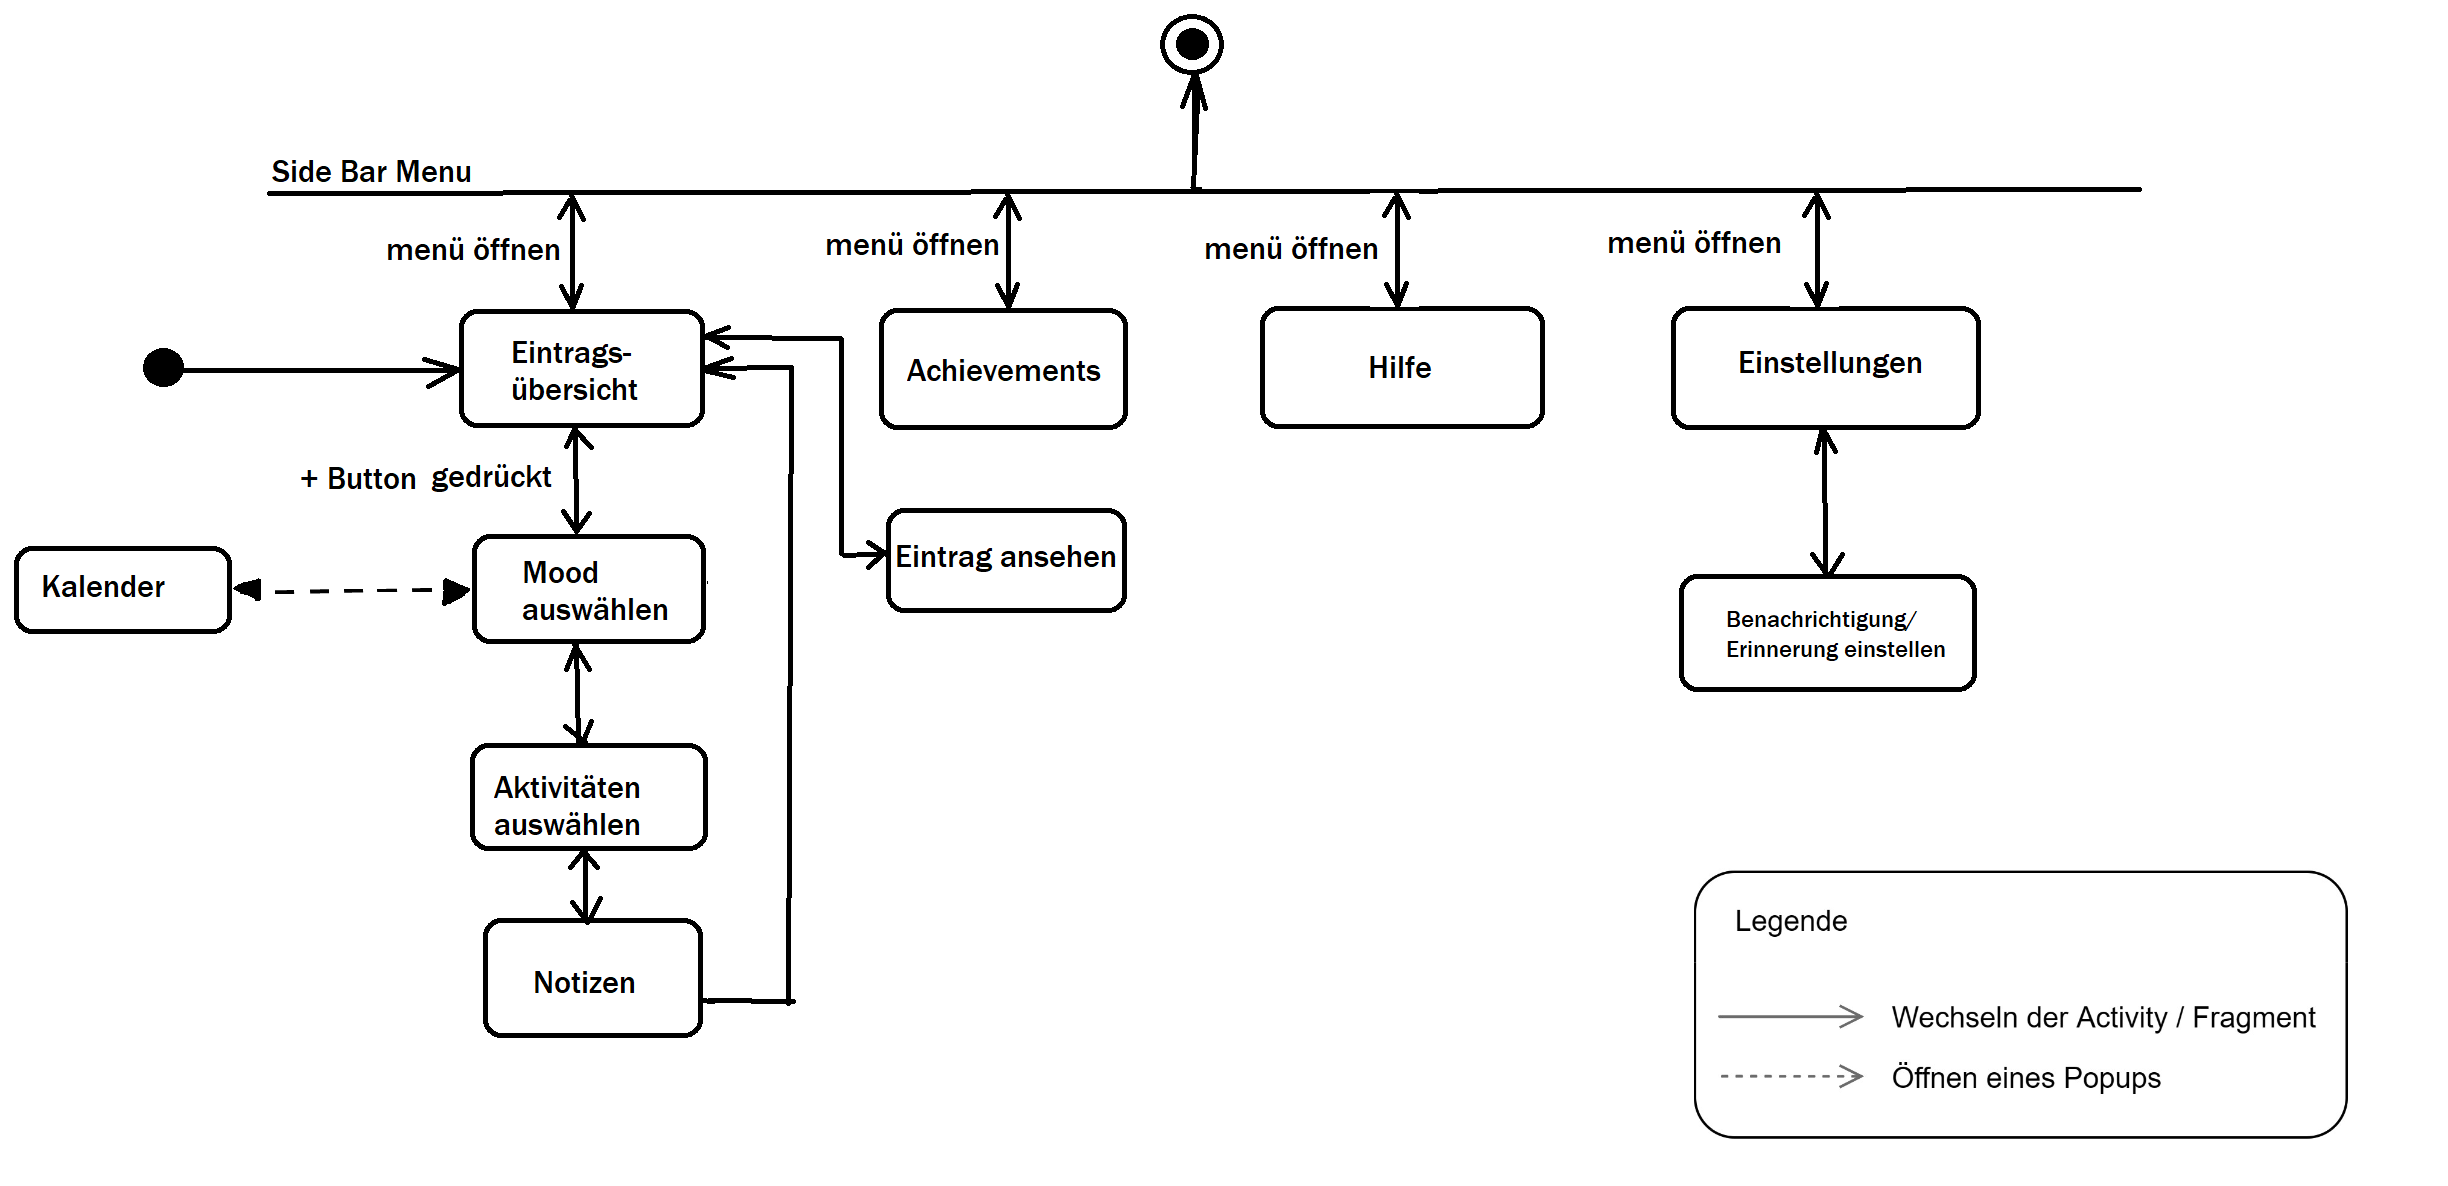 Side Bar Menu
menü öffnen
menü öffnen
menü öffnen
menü öffnen
Eintrags-
übersicht
Achievements
Hilfe
Einstellungen
+ Button gedrückt
Eintrag ansehen
Kalender
Mood
auswählen
Benachrichtigung/
Erinnerung einstellen
Aktivitäten
auswählen
Notizen
Legende
Wechseln der Activity / Fragment
Öffnen eines Popups